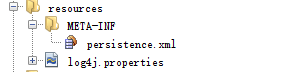 resources
META-INF
persistence.xml
log4j.properties